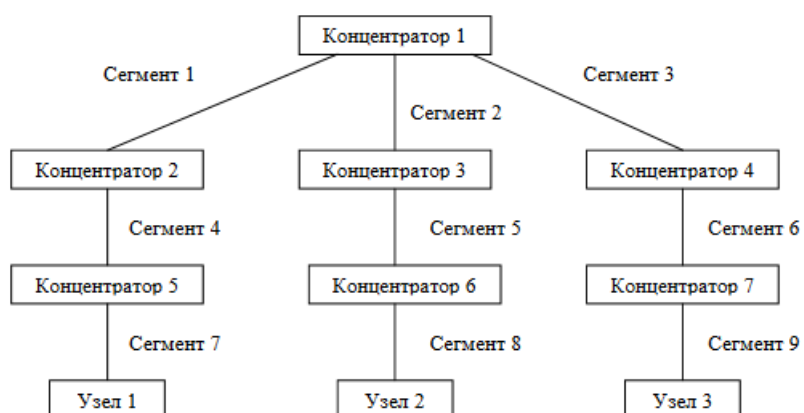 Концентратор 1
Сегмент 1
Сегмент 3
Сегмент 2
Концентратор 2
Концентратор 3
Концентратор 4
Сегмент 4
Сегмент 5
Сегмент 6
Концентратор 5
Концентратор 6
Концентратор 7
Сегмент 7
Сегмент 8
Сегмент 9
Узел 1
Узел 2
Узел 3